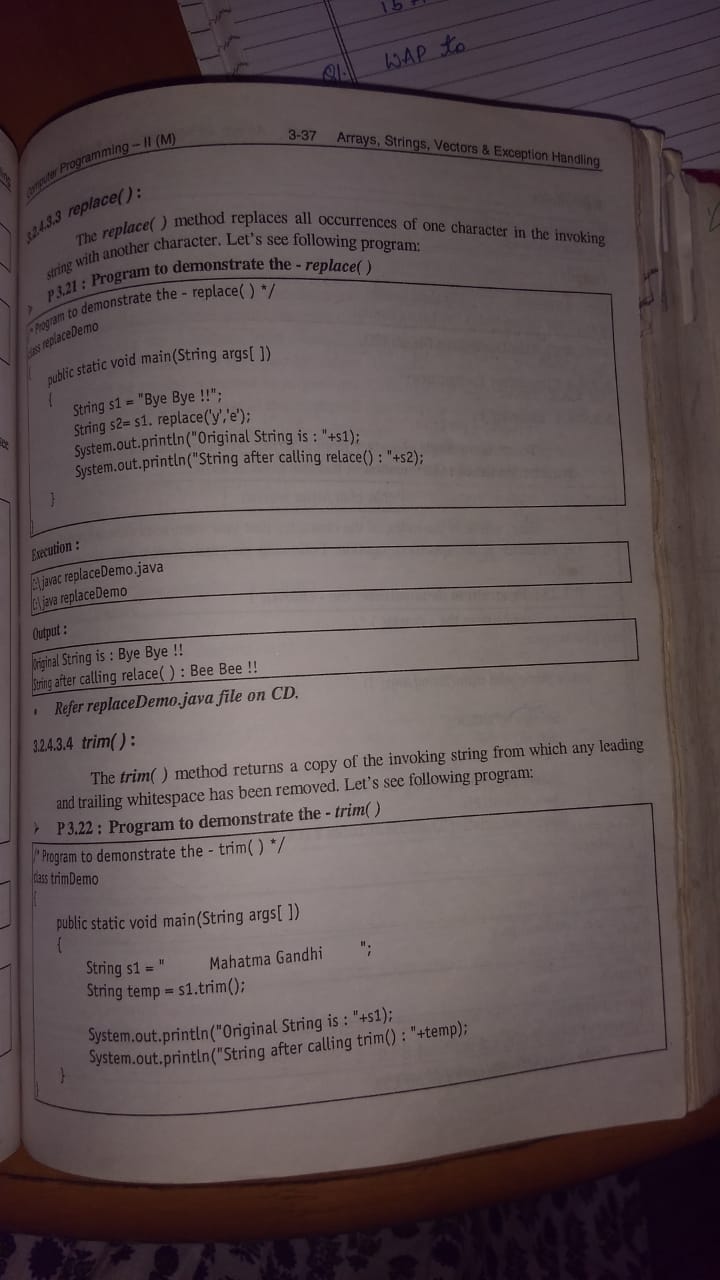 Q1. WAP to
Computer Programming – II (M) 3-37 Arrays, Strings, Vectors & Exception Handling
3.2.4.3.3 replace( ) :
The replace( ) method replaces all occurrences of one character in the invoking
string with another character. Let's see following program:
P 3.21 : Program to demonstrate the - replace( )
/* Program to demonstrate the - replace( ) */
class replaceDemo
{
public static void main(String args[ ])
{
String s1 = "Bye Bye !!";
String s2= s1. replace('y','e');
System.out.println("Original String is : "+s1);
System.out.println("String after calling relace() : "+s2);
}
}
Execution :
C:\javac replaceDemo.java
C:\java replaceDemo
Output :
Original String is : Bye Bye !!
String after calling relace( ) : Bee Bee !!
• Refer replaceDemo.java file on CD.
3.2.4.3.4 trim( ) :
The trim( ) method returns a copy of the invoking string from which any leading
and trailing whitespace has been removed. Let's see following program:
P 3.22 : Program to demonstrate the - trim( )
/* Program to demonstrate the - trim( ) */
class trimDemo
{
public static void main(String args[ ])
{
String s1 = " Mahatma Gandhi ";
String temp = s1.trim();
System.out.println("Original String is : "+s1);
System.out.println("String after calling trim() : "+temp);
}
}